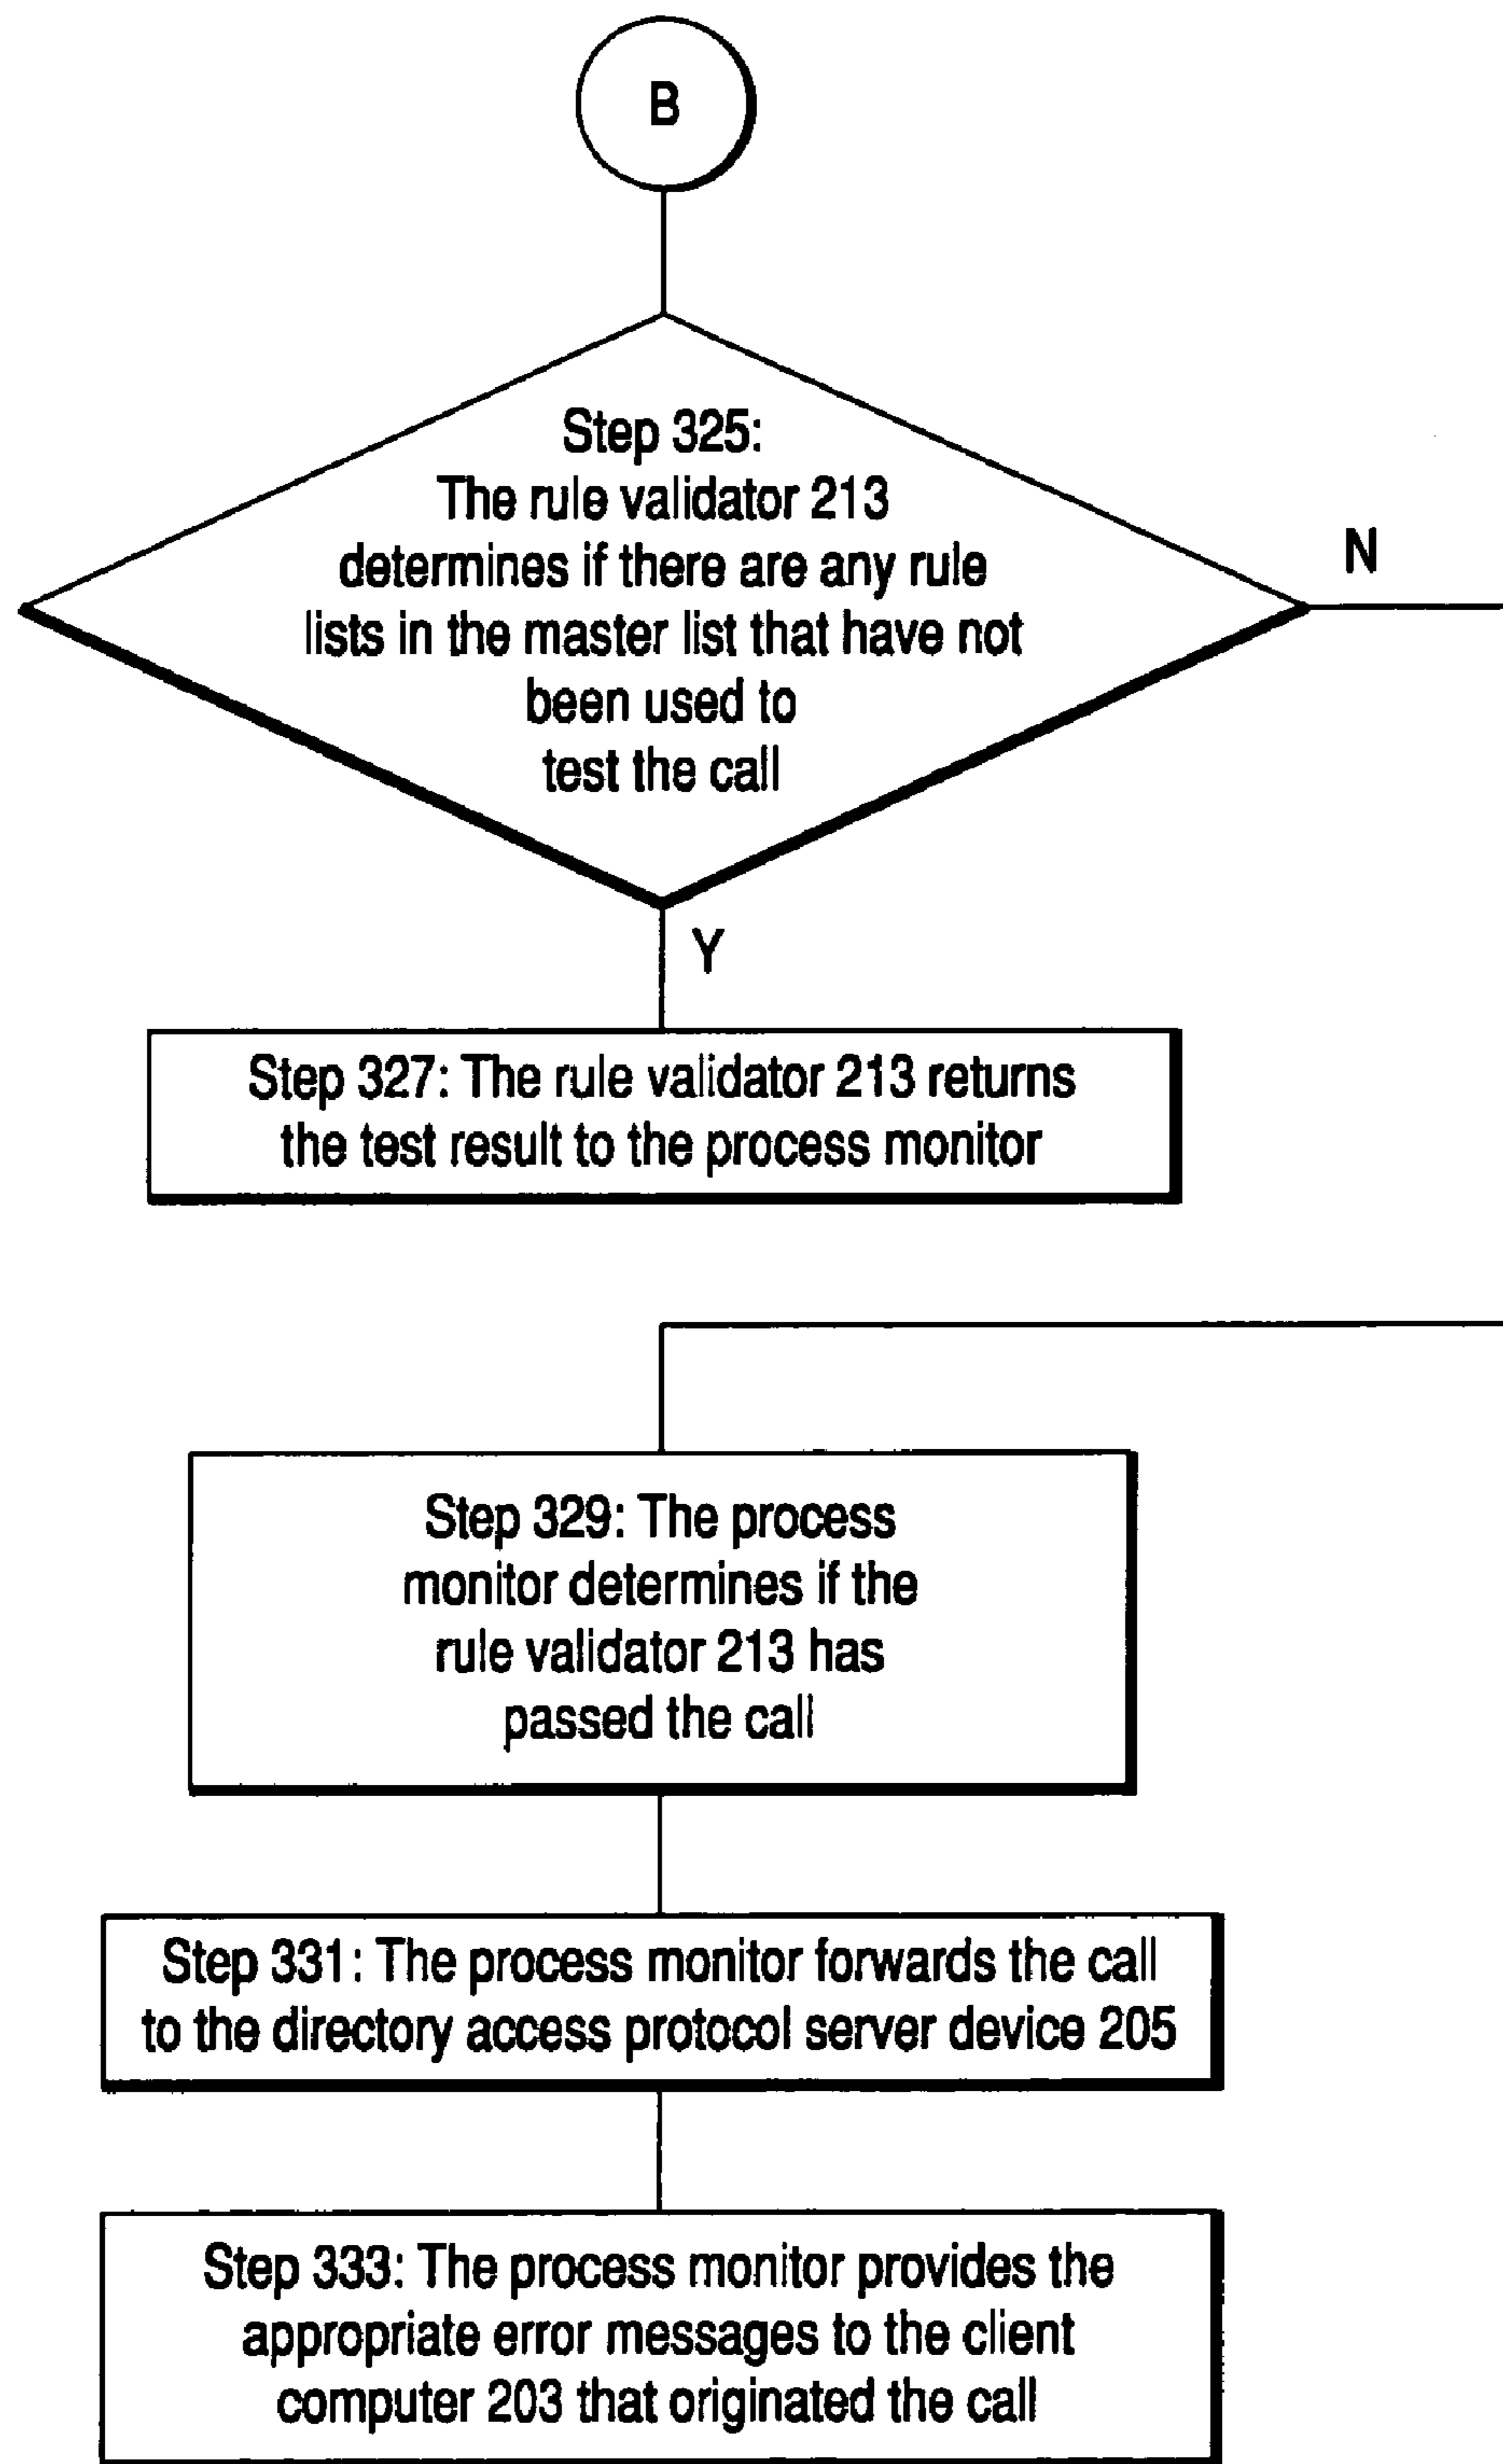 B
Step 325:
The rule validator 213
determines if there are any rule
lists in the master list that have not
been used to
test the call
N
Y
Step 327: The rule validator 213 returns
the test result to the process monitor
Step 329: The process
monitor determines if the
rule validator 213 has
passed the call
Step 331: The process monitor forwards the call
to the directory access protocol server device 205
Step 333: The process monitor provides the
appropriate error messages to the client
computer 203 that originated the call